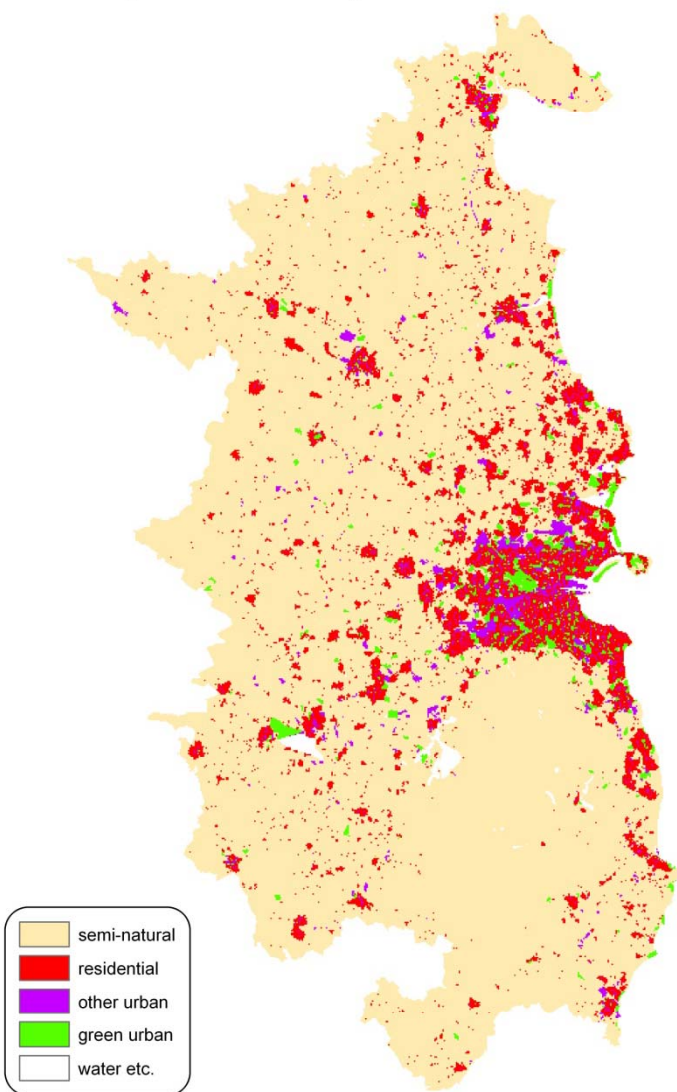 semi-natural
residential
other urban
green urban
water etc.